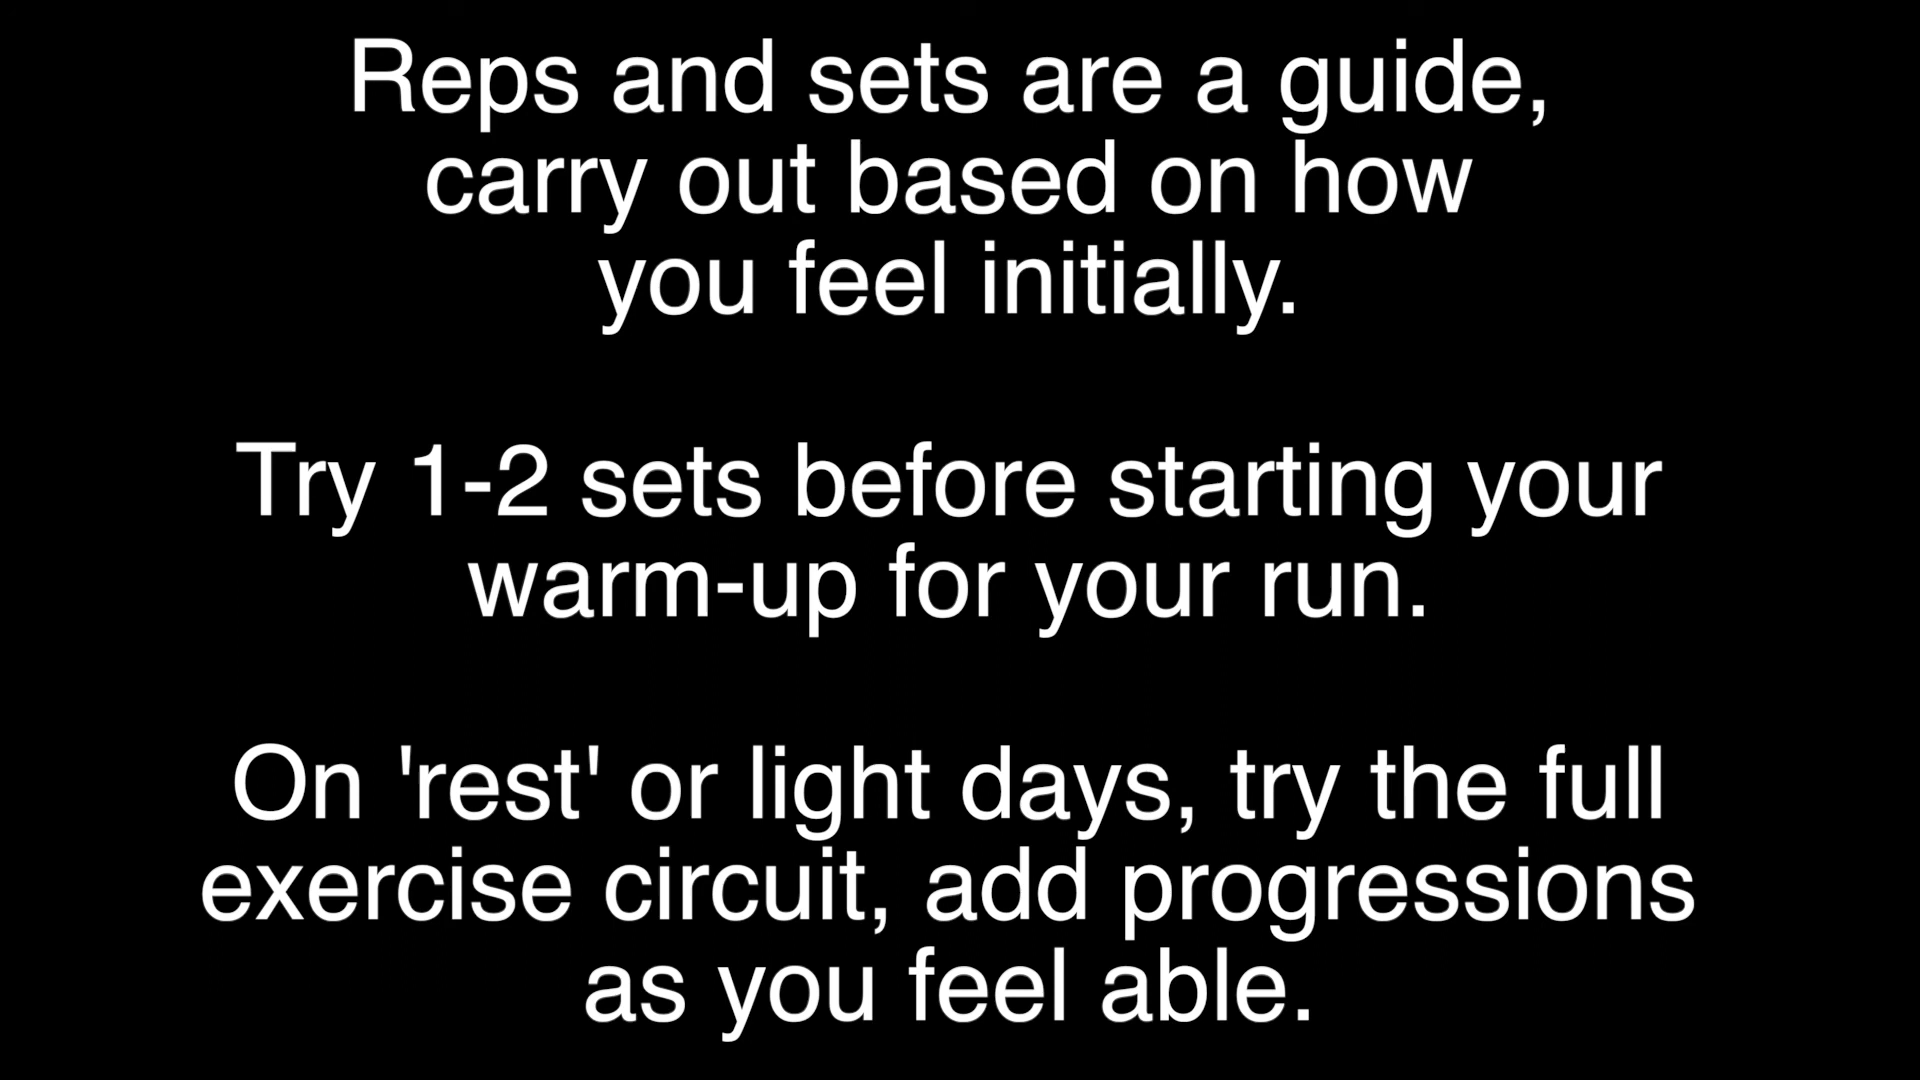 Reps and sets are a guide,
carry out based on how
you feel initially.
Try 1-2 sets before starting your
warm-up for your run.
On 'rest' or light days, try the full
exercise circuit, add progressions
as you feel able.